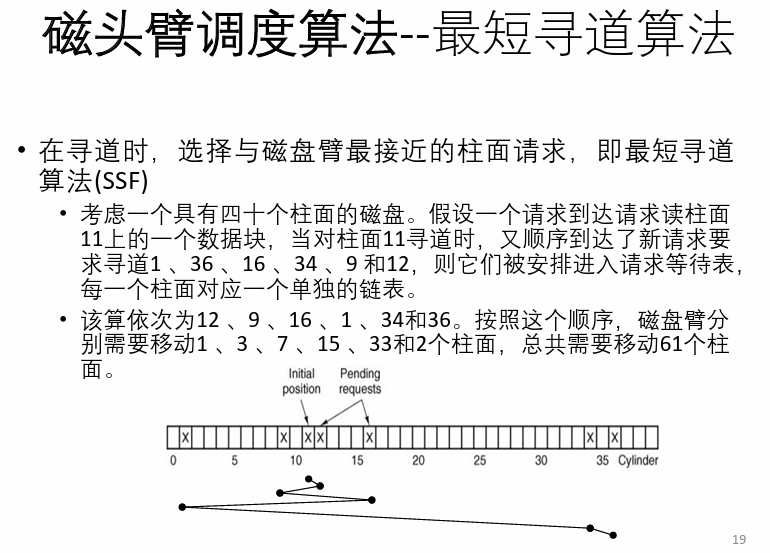 磁头臂调度算法--最短寻道算法
• 在寻道时，选择与磁盘臂最接近的柱面请求，即最短寻道
算法(SSF)
• 考虑一个具有四十个柱面的磁盘。假设一个请求到达请求读柱面
11上的一个数据块，当对柱面11寻道时，又顺序到达了新请求要
求寻道1 、36 、16 、34 、9 和12，则它们被安排进入请求等待表，
每一个柱面对应一个单独的链表。
• 该算依次为12 、9 、16 、1 、34和36。按照这个顺序，磁盘臂分
别需要移动1 、3 、7 、15 、33和2个柱面，总共需要移动61个柱
面。
Initial position
Pending requests
X X X X X X X
0 5 10 15 20 25 30 35 Cylinder
19